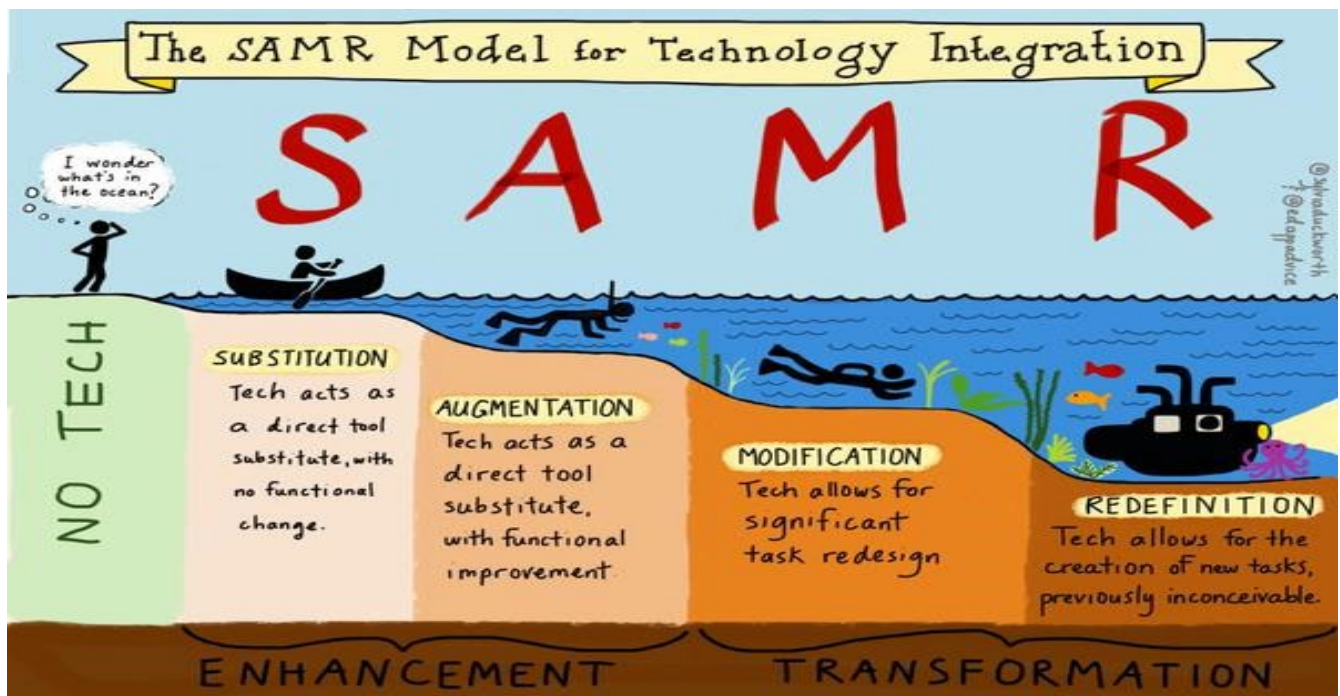 The SAMR Model for Technology Integration
S A M R
I wonder
what's in
the ocean?
@sylviaduckworth
& @edappadvice
NO TECH
SUBSTITUTION
Tech acts as
a direct tool
substitute, with
no functional
change.
AUGMENTATION
Tech acts as a
direct tool
substitute,
with functional
improvement
MODIFICATION
Tech allows for
significant
task redesign
REDEFINITION
Tech allows for the
creation of new tasks,
previously inconceivable.
ENHANCEMENT
TRANSFORMATION